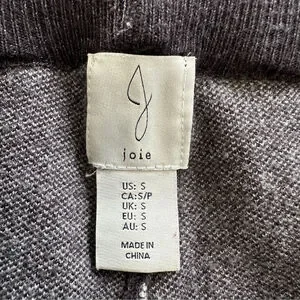 J
joie
US: S
CA:S/P
UK: S
EU: S
AU: S
MADE IN
CHINA